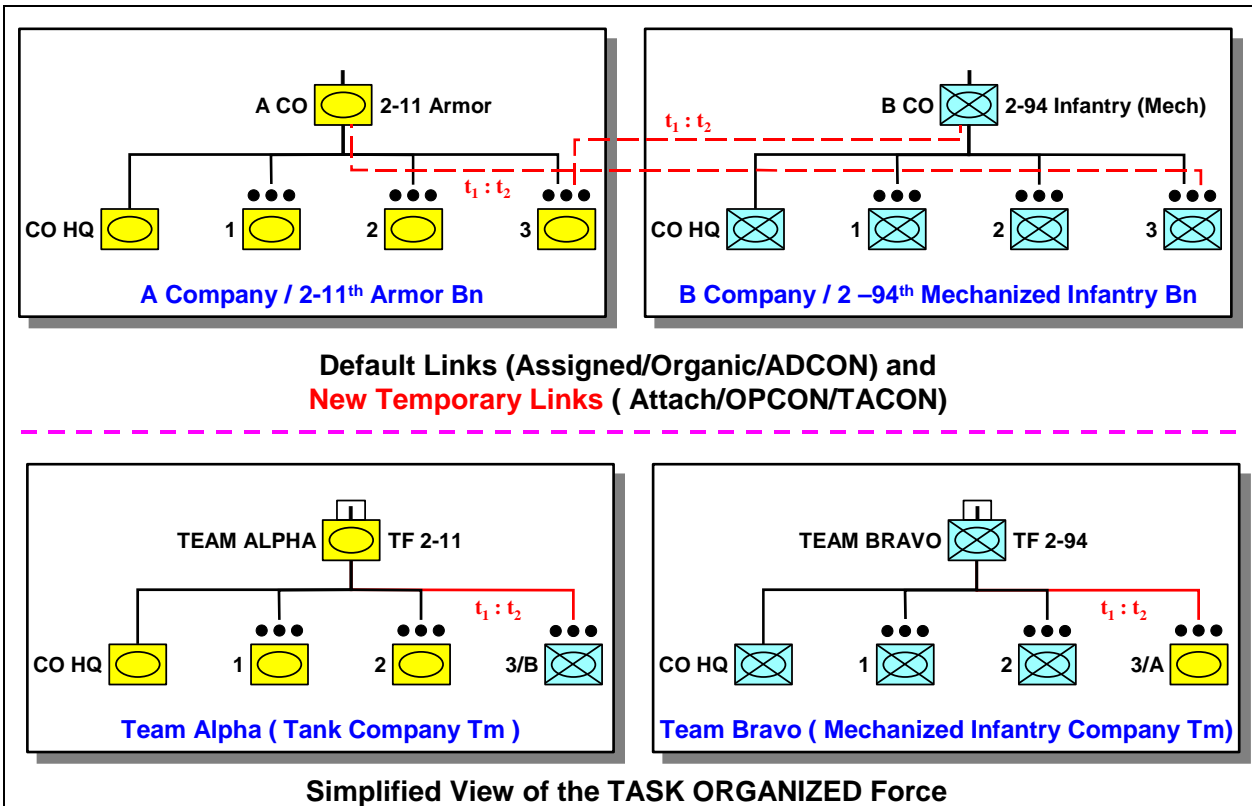 A CO 2-11 Armor
t₁ : t₂
CO HQ 1 2 3
A Company / 2-11ᵗʰ Armor Bn
B CO 2-94 Infantry (Mech)
t₁ : t₂
CO HQ 1 2 3
B Company / 2 –94ᵗʰ Mechanized Infantry Bn
Default Links (Assigned/Organic/ADCON) and
New Temporary Links ( Attach/OPCON/TACON)
TEAM ALPHA TF 2-11
t₁ : t₂
CO HQ 1 2 3/B
Team Alpha ( Tank Company Tm )
TEAM BRAVO TF 2-94
t₁ : t₂
CO HQ 1 2 3/A
Team Bravo ( Mechanized Infantry Company Tm)
Simplified View of the TASK ORGANIZED Force